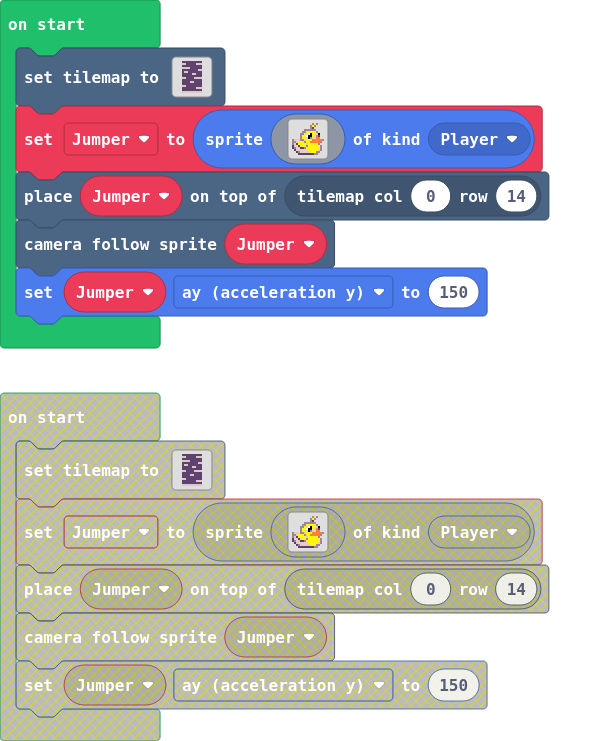 on start
set tilemap to
set Jumper to sprite of kind Player
place Jumper on top of tilemap col 0 row 14
camera follow sprite Jumper
set Jumper ay (acceleration y) to 150
on start
set tilemap to
set Jumper to sprite of kind Player
place Jumper on top of tilemap col 0 row 14
camera follow sprite Jumper
set Jumper ay (acceleration y) to 150